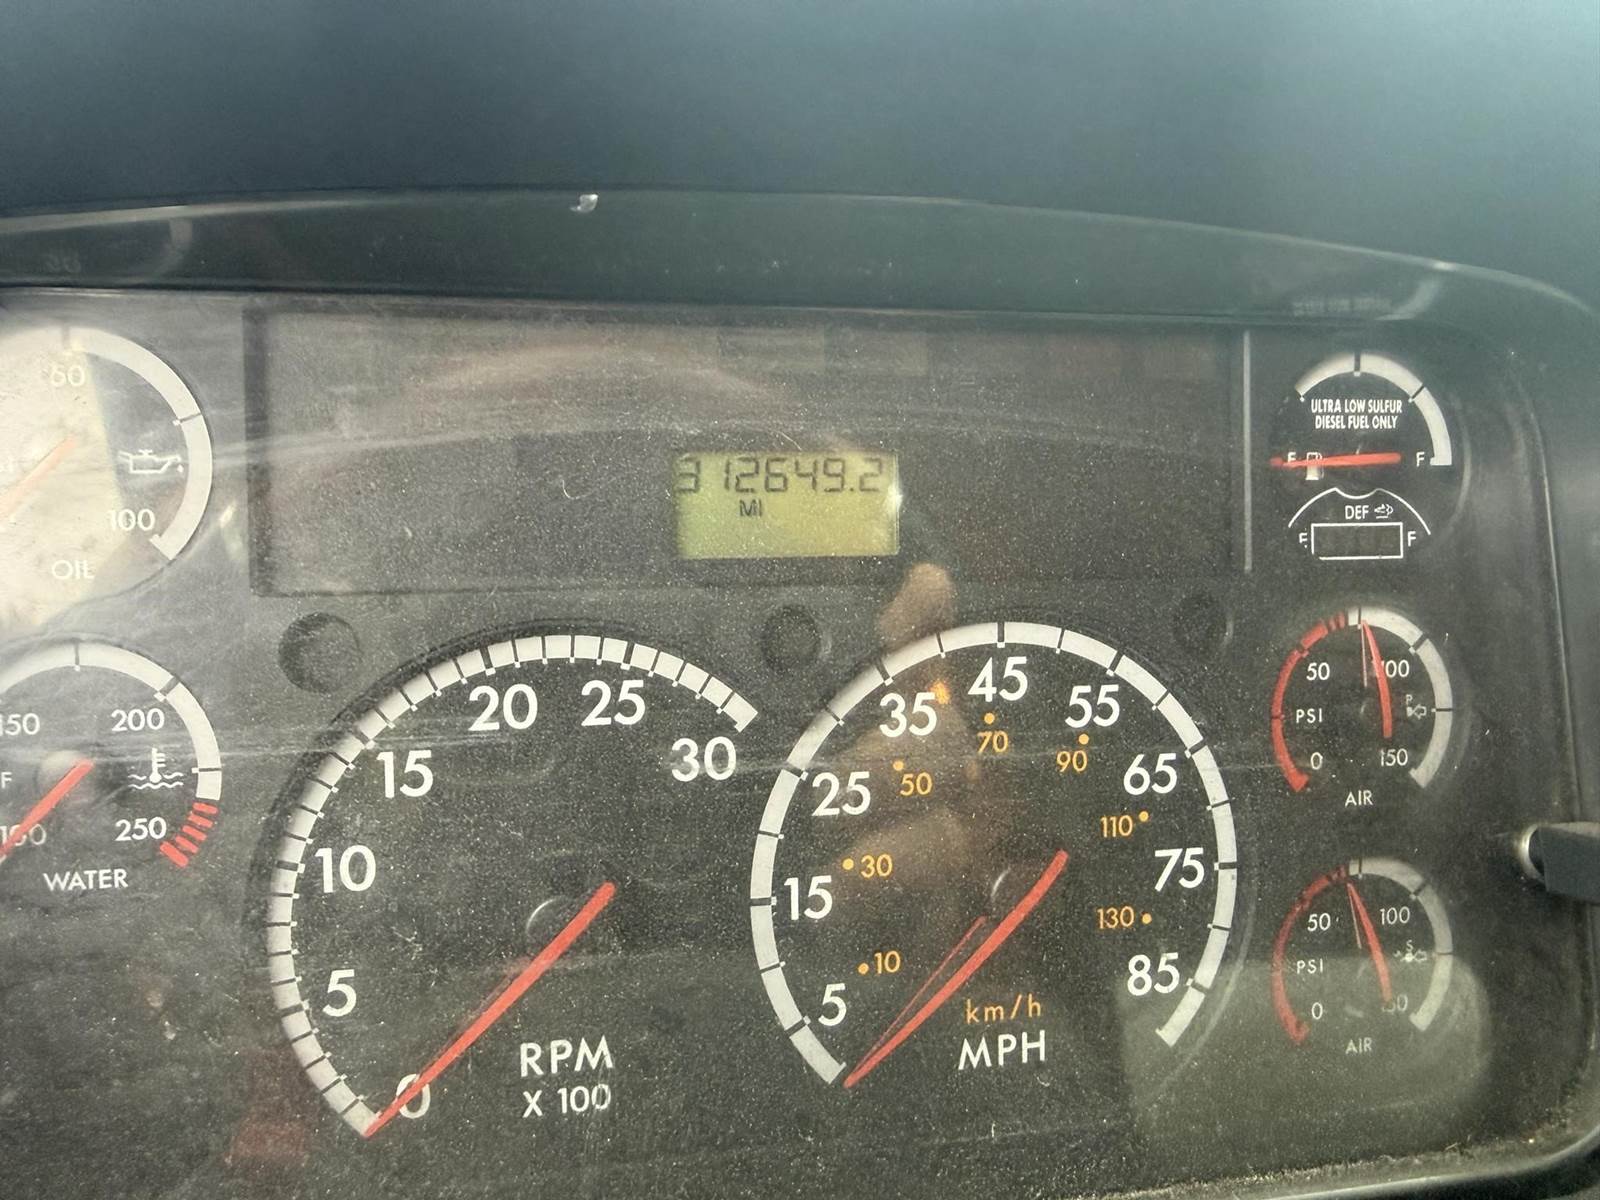 50
100
OIL
312649.2
MI
ULTRA LOW SULFUR
DIESEL FUEL ONLY
E F
DEF
E F
150 200
F
100 250
WATER
0 5 10 15 20 25 30
RPM
X 100
5 15 25 35 45 55 65 75 85
10 30 50 70 90 110 130
km/h
MPH
50 100
PSI
P
0 150
AIR
50 100
PSI
S
0
AIR